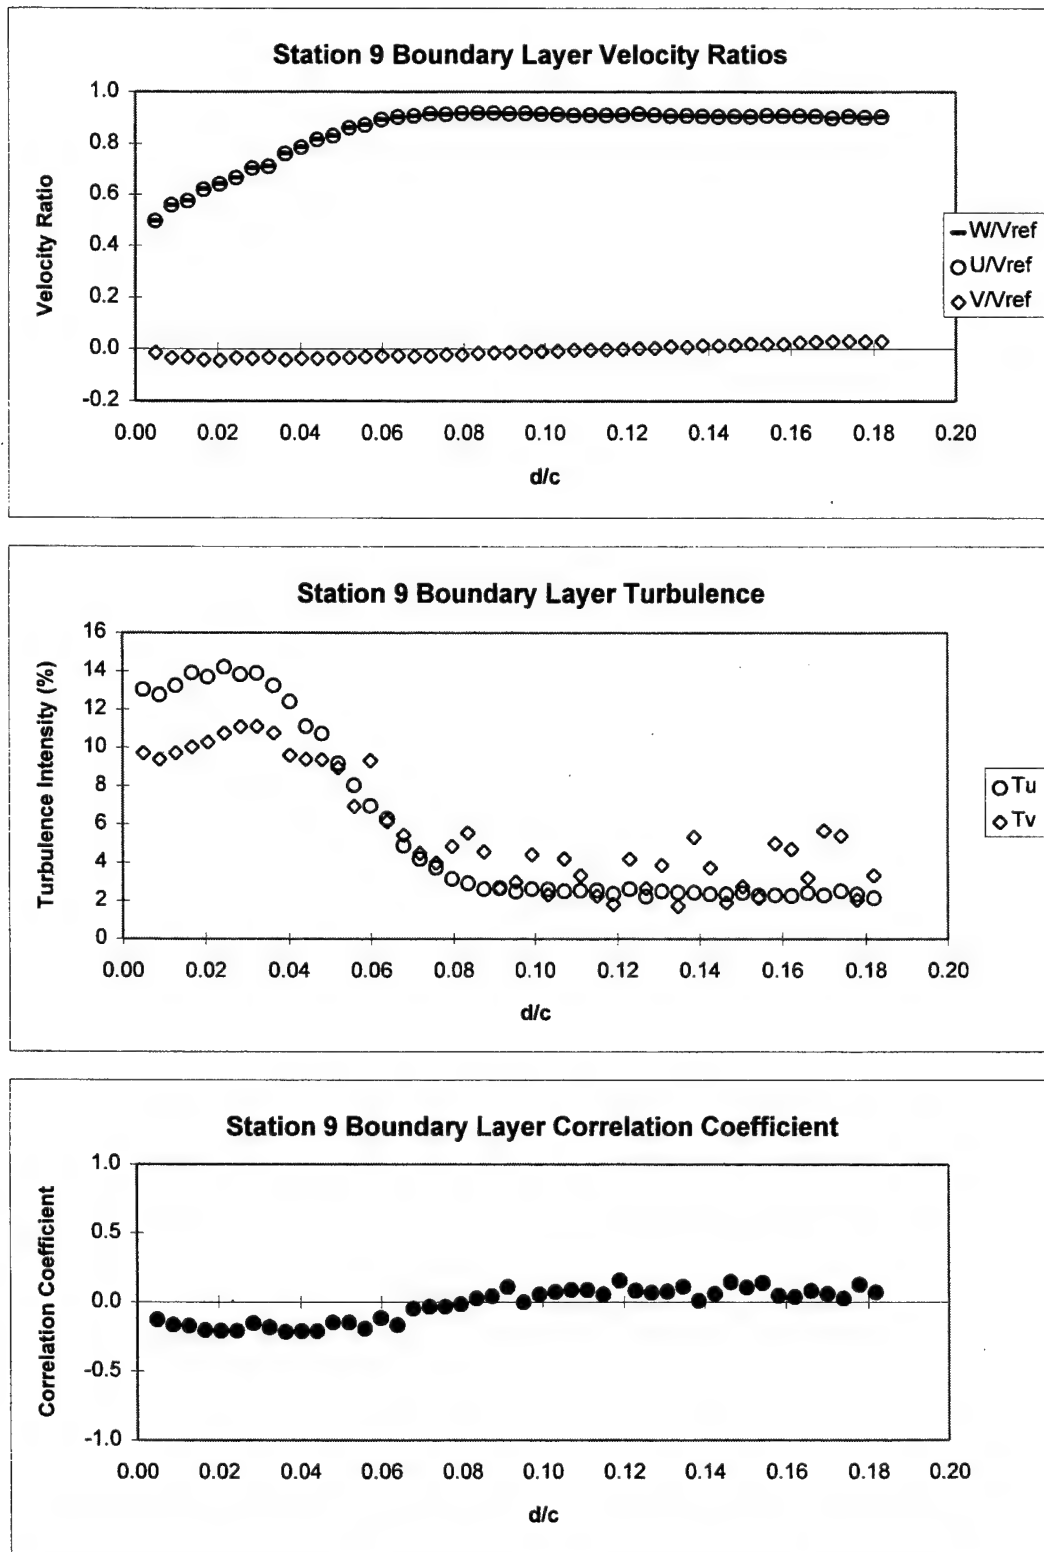 Station 9 Boundary Layer Velocity Ratios
1.0
0.8
0.6
0.4
0.2
0.0
-0.2
Velocity Ratio
0.00 0.02 0.04 0.06 0.08 0.10 0.12 0.14 0.16 0.18 0.20
d/c
W/Vref
U/Vref
V/Vref
Station 9 Boundary Layer Turbulence
16
14
12
10
8
6
4
2
0
Turbulence Intensity (%)
0.00 0.02 0.04 0.06 0.08 0.10 0.12 0.14 0.16 0.18 0.20
d/c
Tu
Tv
Station 9 Boundary Layer Correlation Coefficient
1.0
0.5
0.0
-0.5
-1.0
Correlation Coefficient
0.00 0.02 0.04 0.06 0.08 0.10 0.12 0.14 0.16 0.18 0.20
d/c